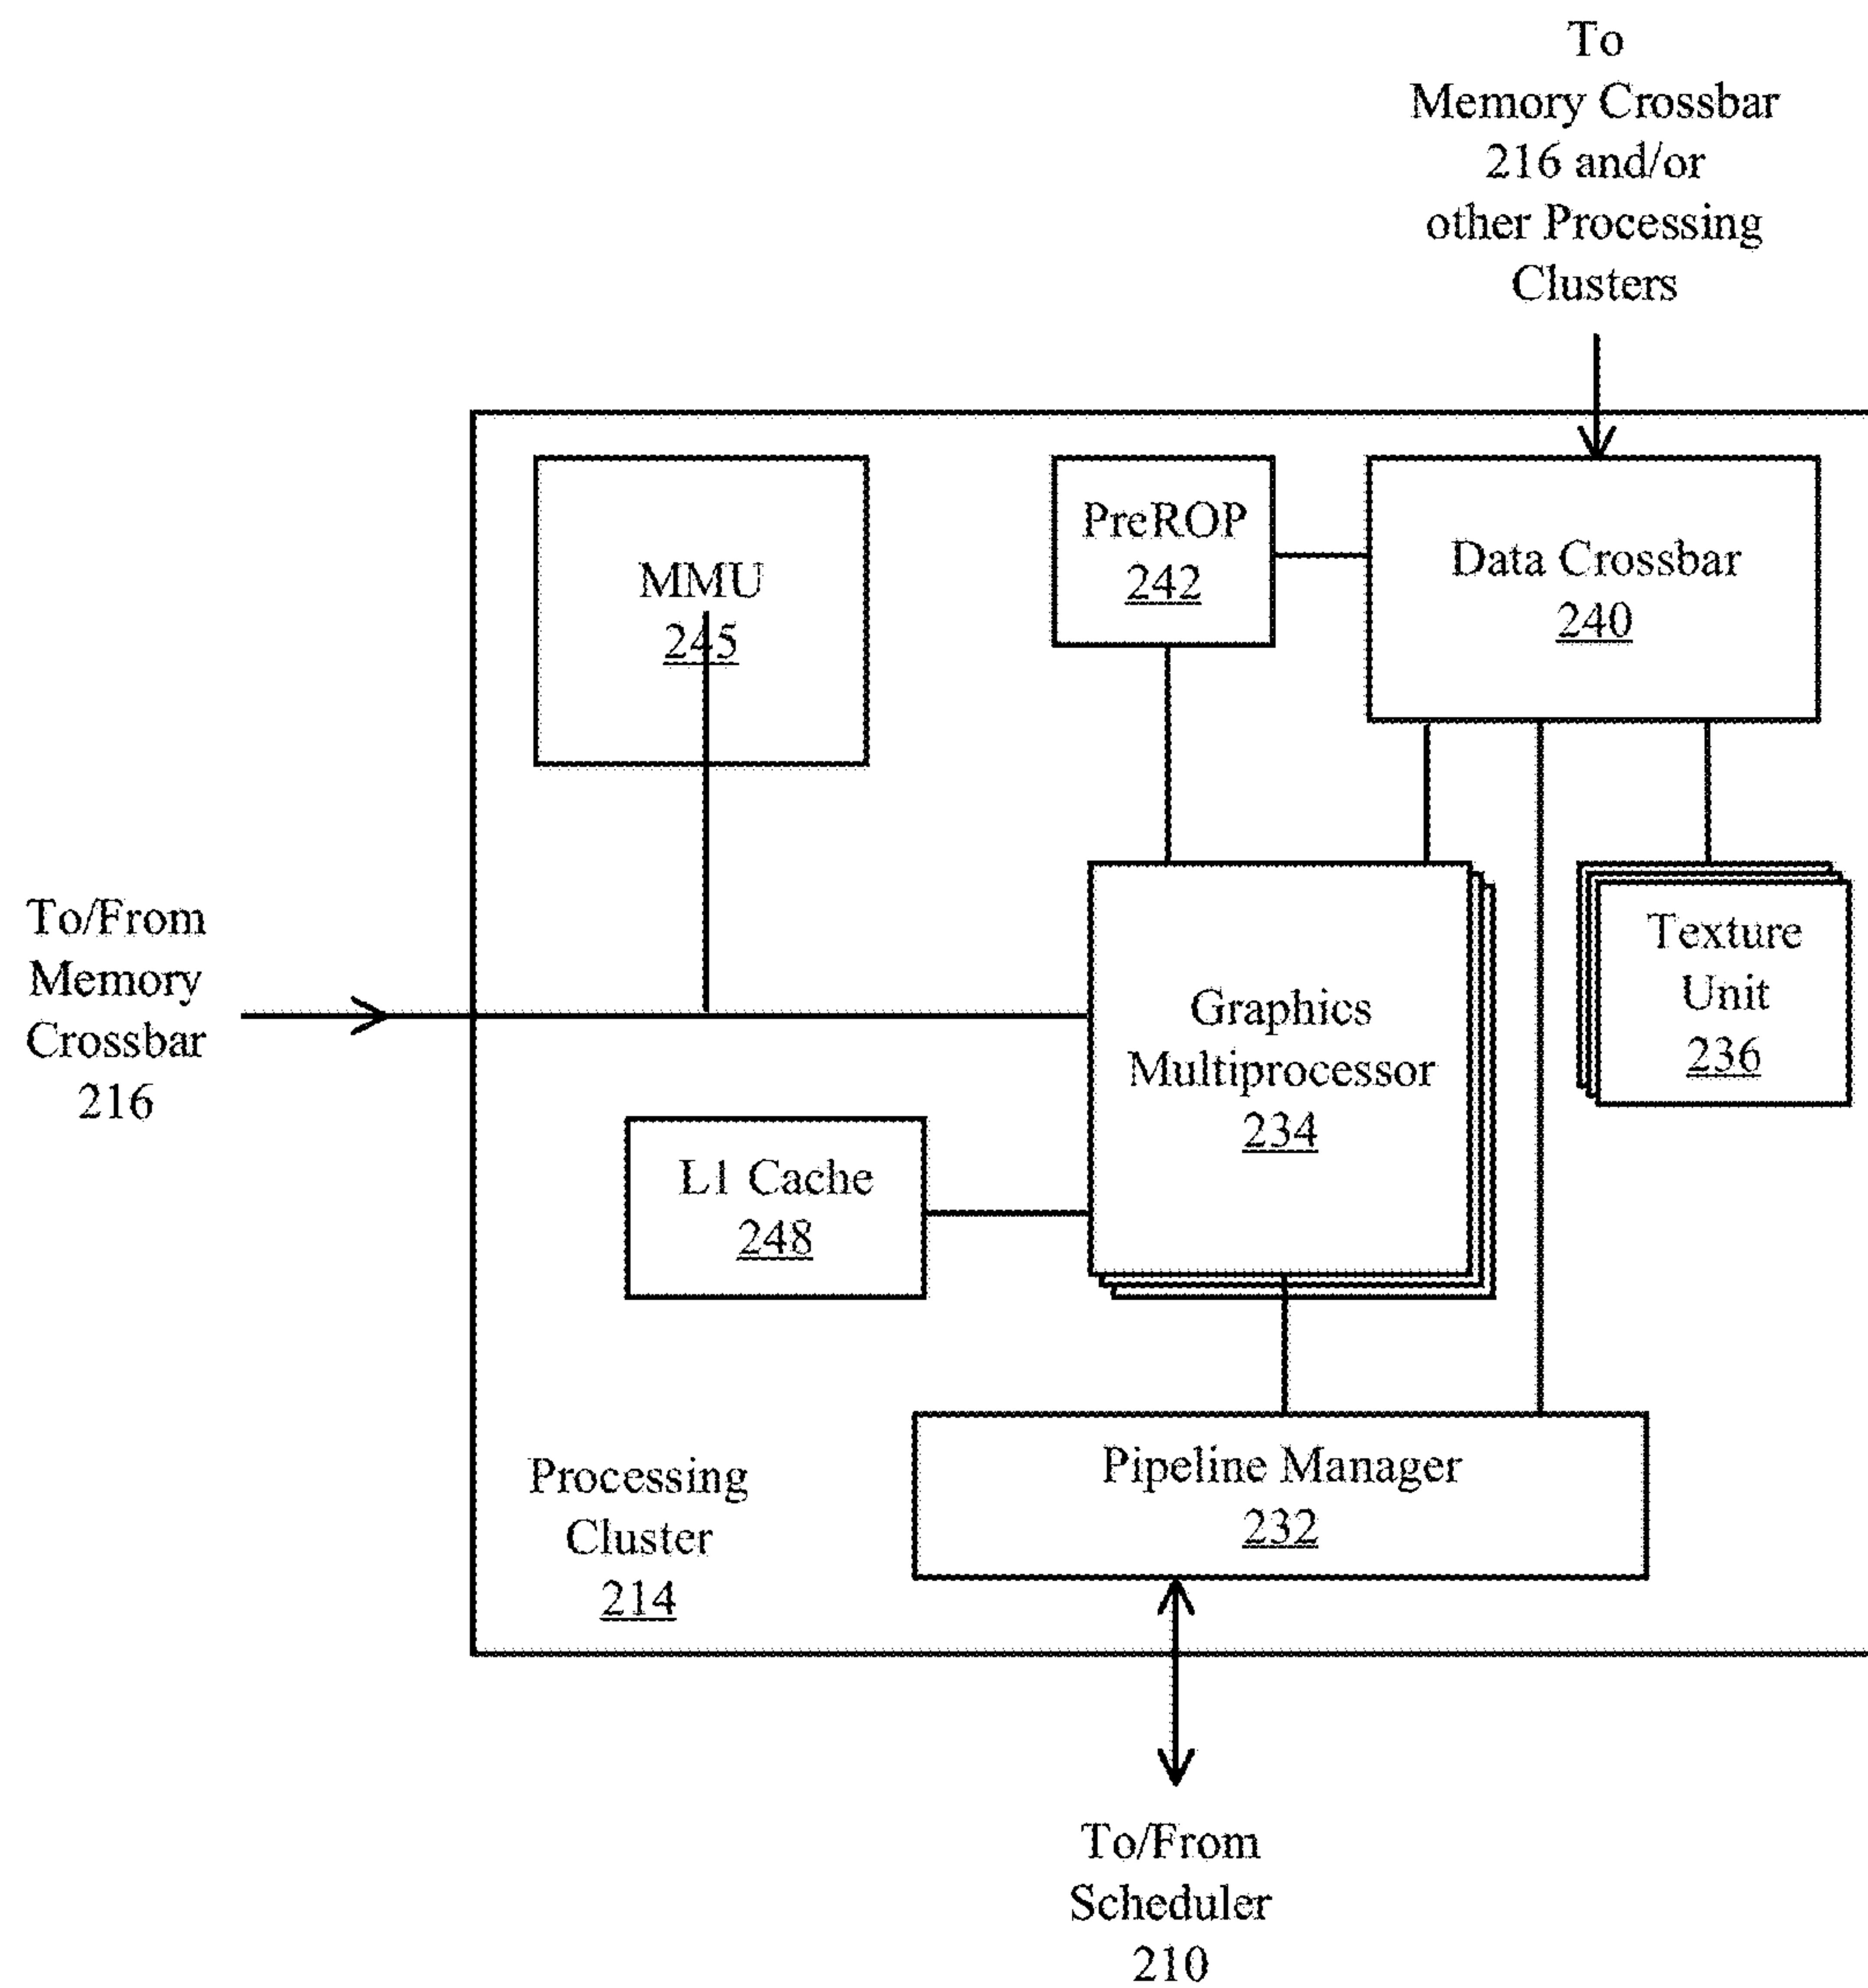 To
Memory Crossbar
216 and/or
other Processing
Clusters
MMU
245
PreROP
242
Data Crossbar
240
To/From
Memory
Crossbar
216
Graphics
Multiprocessor
234
Texture
Unit
236
L1 Cache
248
Pipeline Manager
232
Processing
Cluster
214
To/From
Scheduler
210